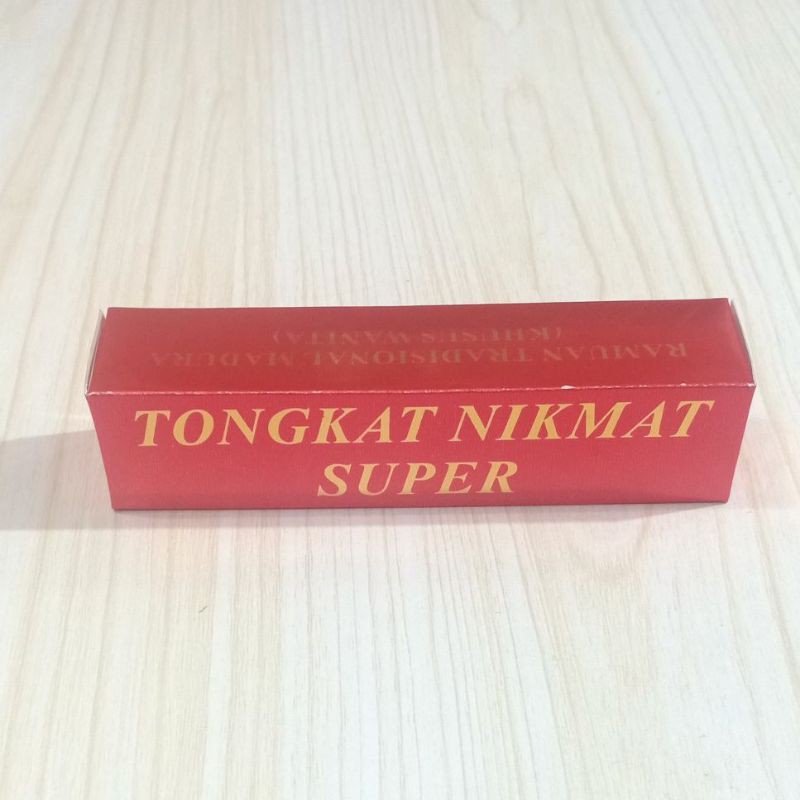 TONGKAT NIKMAT
SUPER
RAMUAN TRADISIONAL MADURA
(KHUSUS WANITA)